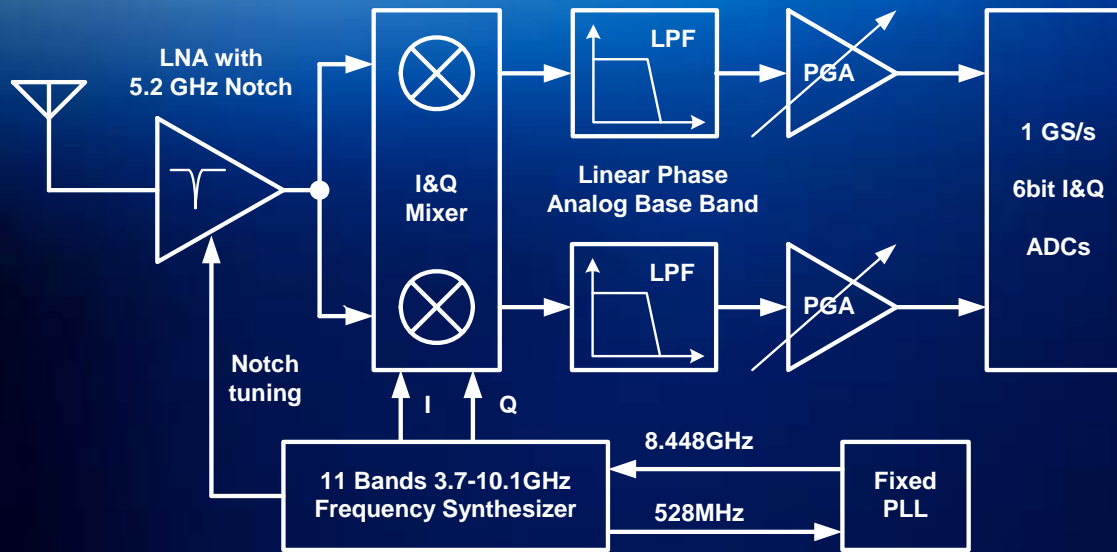 LNA with
5.2 GHz Notch
LPF
PGA
1 GS/s
6bit I&Q
ADCs
I&Q
Mixer
Linear Phase
Analog Base Band
LPF
PGA
Notch
tuning
I
Q
8.448GHz
11 Bands 3.7-10.1GHz
Frequency Synthesizer
528MHz
Fixed
PLL